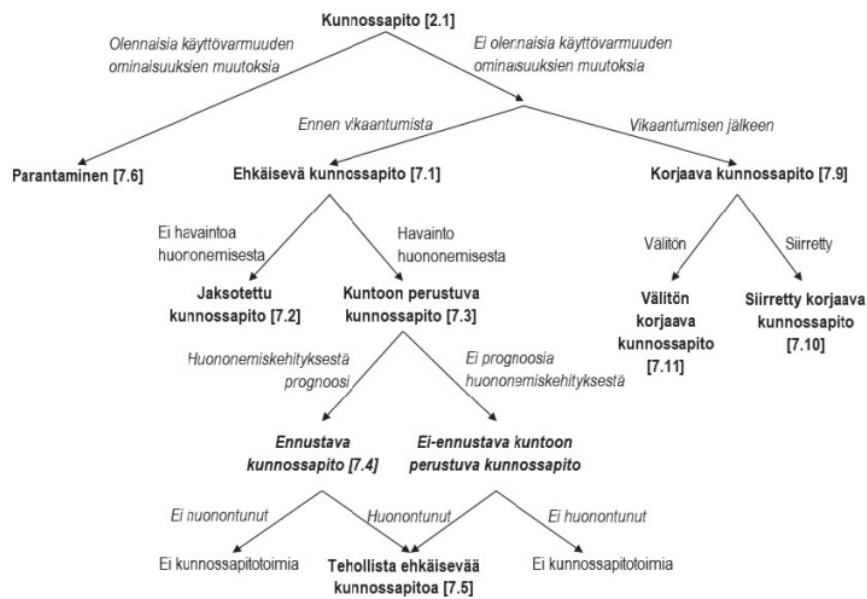 Kunnossapito [2.1]
Olennaisia käyttövarmuuden
ominaisuuksien muutoksia
Ei olennaisia käyttövarmuuden
ominaisuuksien muutoksia
Ennen vikaantumista
Vikaantumisen jälkeen
Parantaminen [7.6]
Ehkäisevä kunnossapito [7.1]
Korjaava kunnossapito [7.9]
Ei havaintoa
huononemisesta
Havainto
huononemisesta
Välitön
Siirretty
Jaksotettu
kunnossapito [7.2]
Kuntoon perustuva
kunnossapito [7.3]
Välitön
korjaava
kunnossapito
[7.11]
Siirretty korjaava
kunnossapito
[7.10]
Huononemiskehityksestä
prognoosi
Ei prognoosia
huononemiskehityksestä
Ennustava
kunnossapito [7.4]
Ei-ennustava kuntoon
perustuva kunnossapito
Ei huonontunut
Huonontunut
Ei huonontunut
Ei kunnossapitotoimia
Tehollista ehkäisevää
kunnossapitoa [7.5]
Ei kunnossapitotoimia